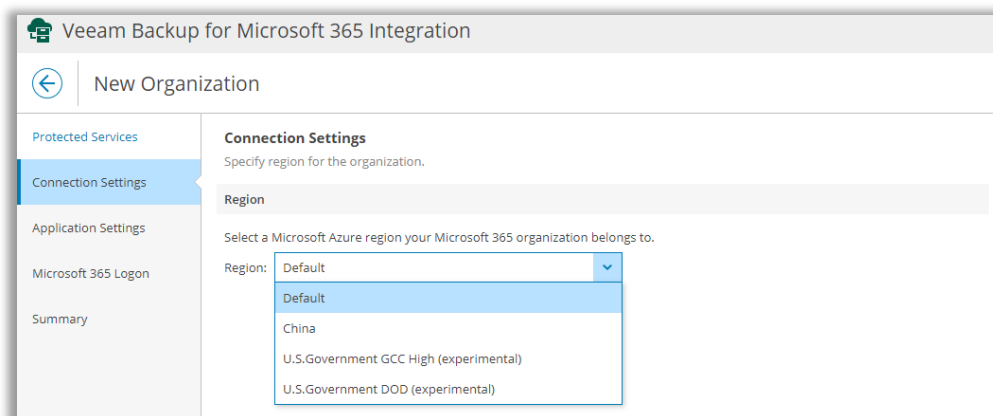 Veeam Backup for Microsoft 365 Integration
New Organization
Protected Services
Connection Settings
Application Settings
Microsoft 365 Logon
Summary
Connection Settings
Specify region for the organization.
Region
Select a Microsoft Azure region your Microsoft 365 organization belongs to.
Region: Default
Default
China
U.S.Government GCC High (experimental)
U.S.Government DOD (experimental)